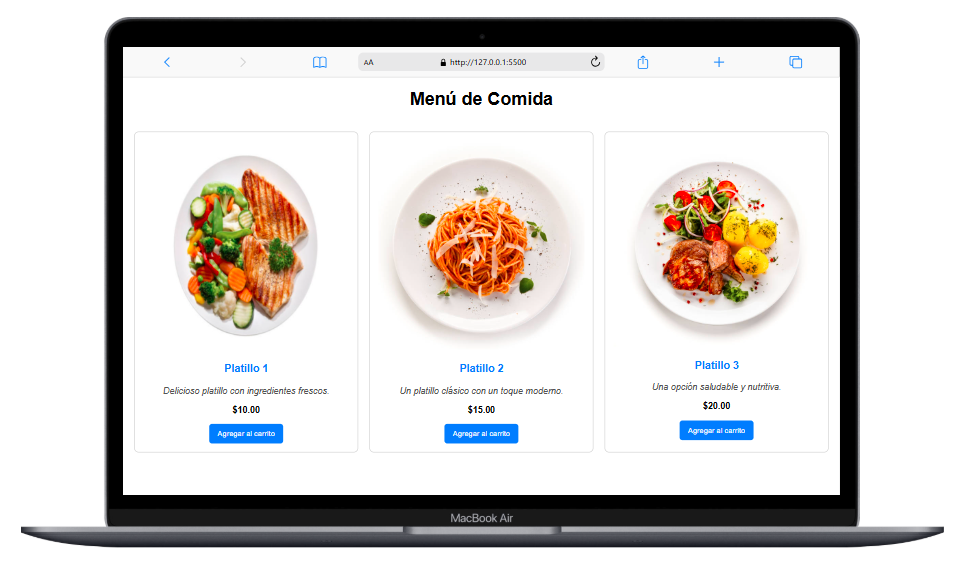 AA
http://127.0.0.1:5500
Menú de Comida
Platillo 1
Delicioso platillo con ingredientes frescos.
$10.00
Agregar al carrito
Platillo 2
Un platillo clásico con un toque moderno.
$15.00
Agregar al carrito
Platillo 3
Una opción saludable y nutritiva.
$20.00
Agregar al carrito
MacBook Air